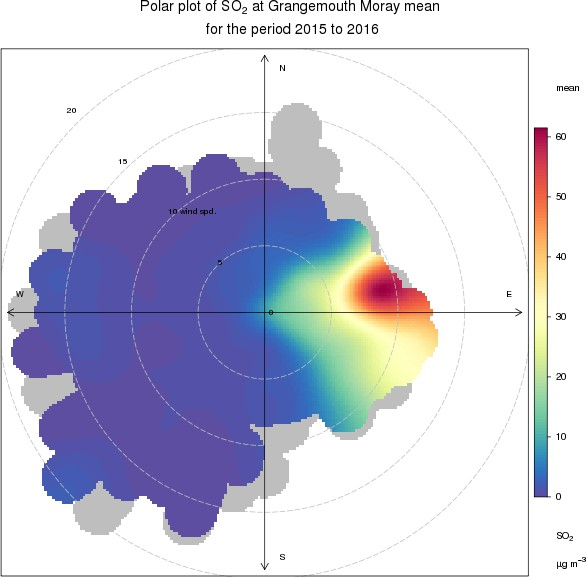 Polar plot of SO₂ at Grangemouth Moray mean
for the period 2015 to 2016
mean
N
20
60
15
50
10 wind spd.
5
40
W
E
0
30
20
10
0
SO₂
S
µg m⁻³